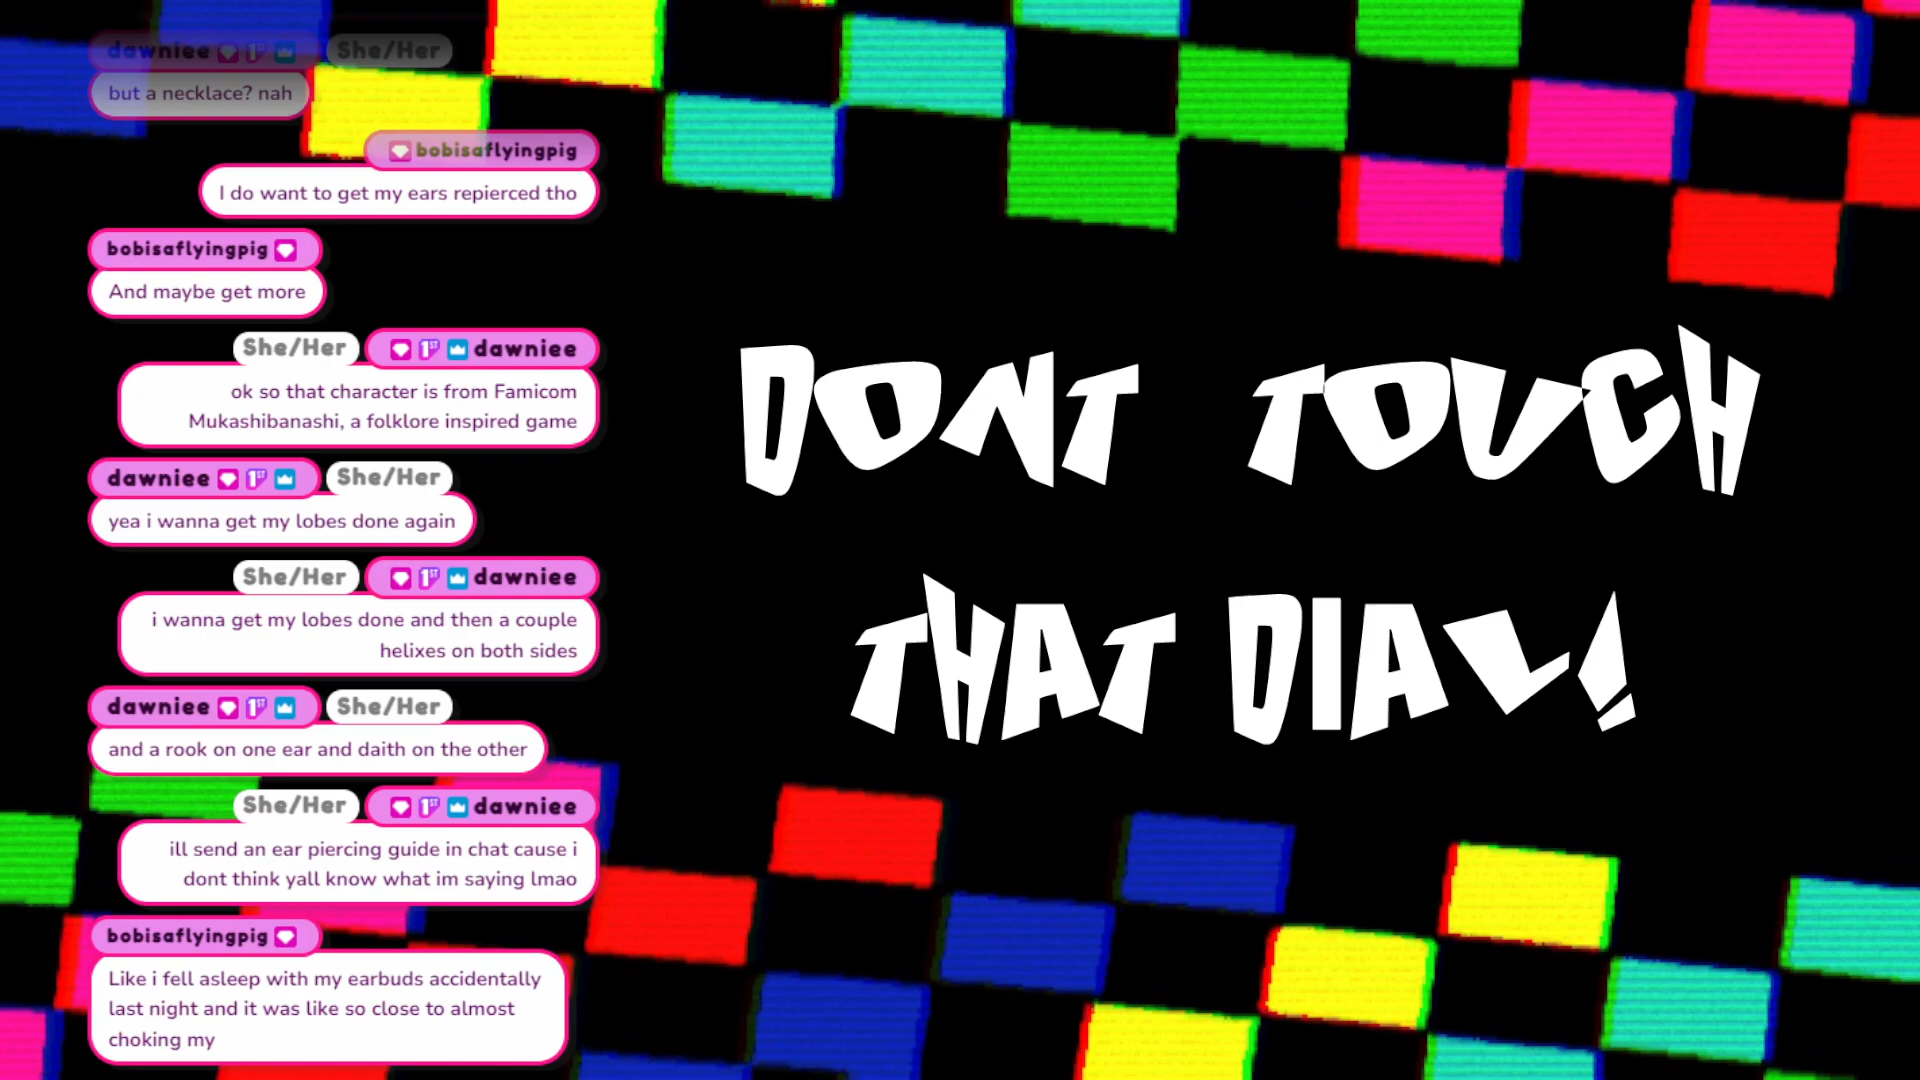 dawniee 1ST She/Her
but a necklace? nah
bobisaflyingpig
I do want to get my ears repierced tho
bobisaflyingpig
And maybe get more
She/Her 1ST dawniee
ok so that character is from Famicom
Mukashibanashi, a folklore inspired game
dawniee 1ST She/Her
yea i wanna get my lobes done again
She/Her 1ST dawniee
i wanna get my lobes done and then a couple
helixes on both sides
dawniee 1ST She/Her
and a rook on one ear and daith on the other
She/Her 1ST dawniee
ill send an ear piercing guide in chat cause i
dont think yall know what im saying lmao
bobisaflyingpig
Like i fell asleep with my earbuds accidentally
last night and it was like so close to almost
choking my
DONT TOUCH
THAT DIAL!